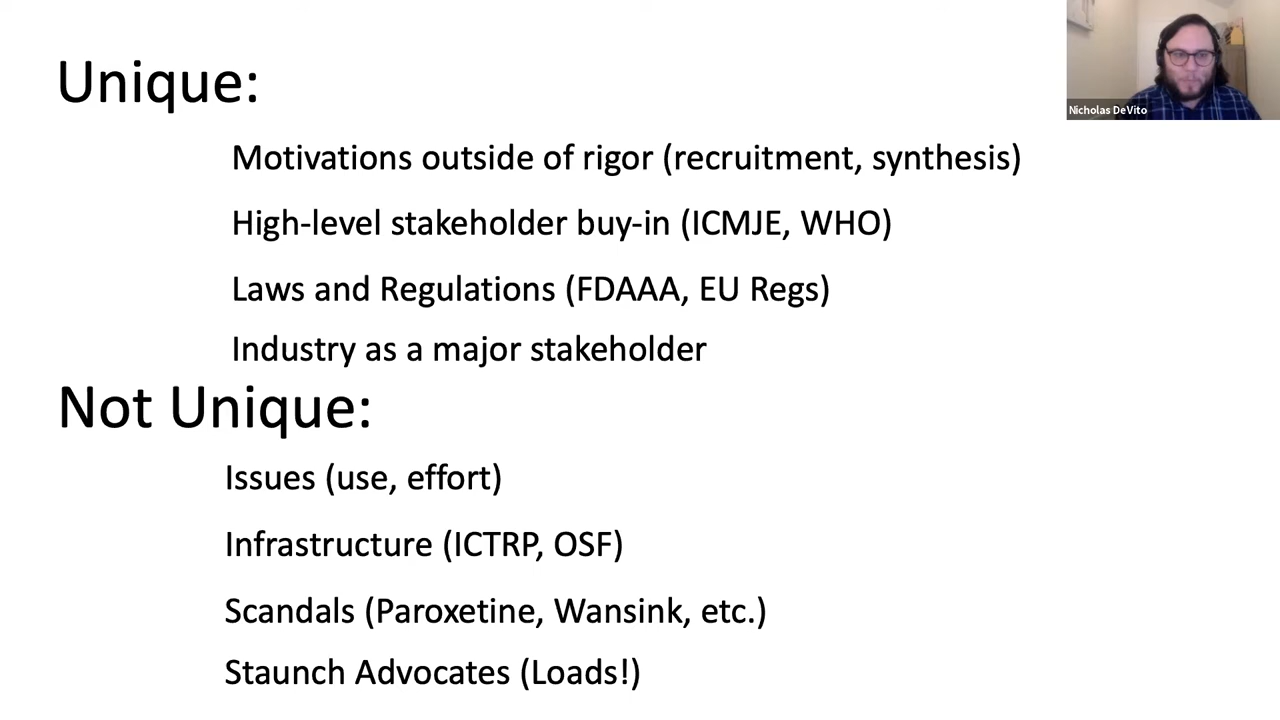 Unique:
Motivations outside of rigor (recruitment, synthesis)
High-level stakeholder buy-in (ICMJE, WHO)
Laws and Regulations (FDAAA, EU Regs)
Industry as a major stakeholder
Not Unique:
Issues (use, effort)
Infrastructure (ICTRP, OSF)
Scandals (Paroxetine, Wansink, etc.)
Staunch Advocates (Loads!)
Nicholas DeVito